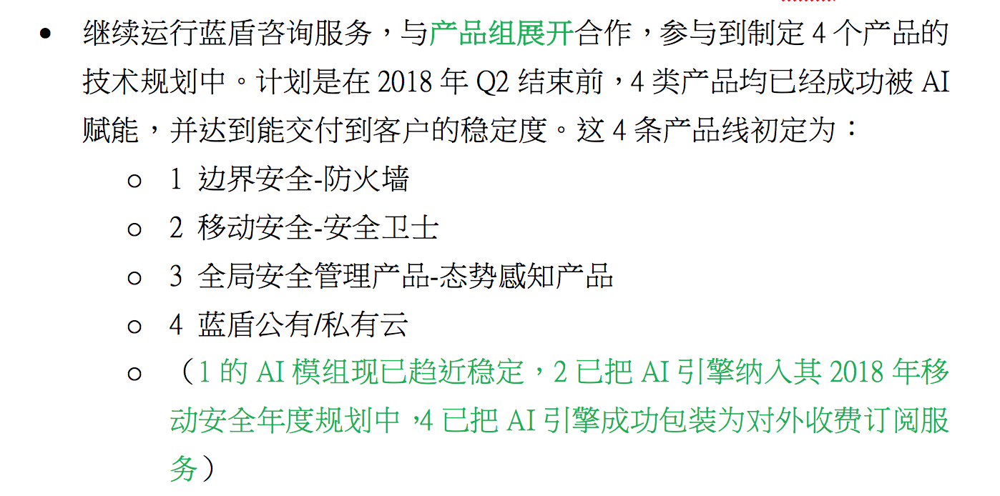 ● 继续运行蓝盾咨询服务，与产品组展开合作，参与到制定 4 个产品的
技术规划中。计划是在 2018 年 Q2 结束前，4 类产品均已经成功被 AI
赋能，并达到能交付到客户的稳定度。这 4 条产品线初定为：
○ 1 边界安全-防火墙
○ 2 移动安全-安全卫士
○ 3 全局安全管理产品-态势感知产品
○ 4 蓝盾公有/私有云
○ （1 的 AI 模组现已趋近稳定，2 已把 AI 引擎纳入其 2018 年移
动安全年度规划中，4 已把 AI 引擎成功包装为对外收费订阅服
务）